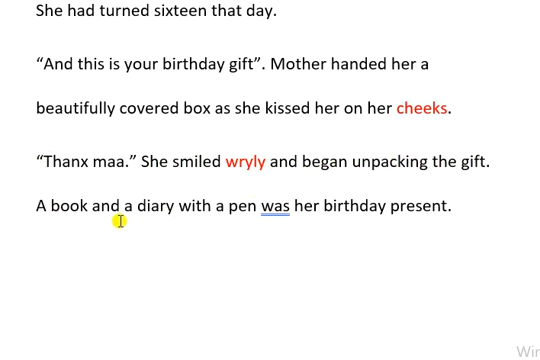 She had turned sixteen that day.
“And this is your birthday gift”. Mother handed her a
beautifully covered box as she kissed her on her cheeks.
“Thanx maa.” She smiled wryly and began unpacking the gift.
A book and a diary with a pen was her birthday present.
Wir